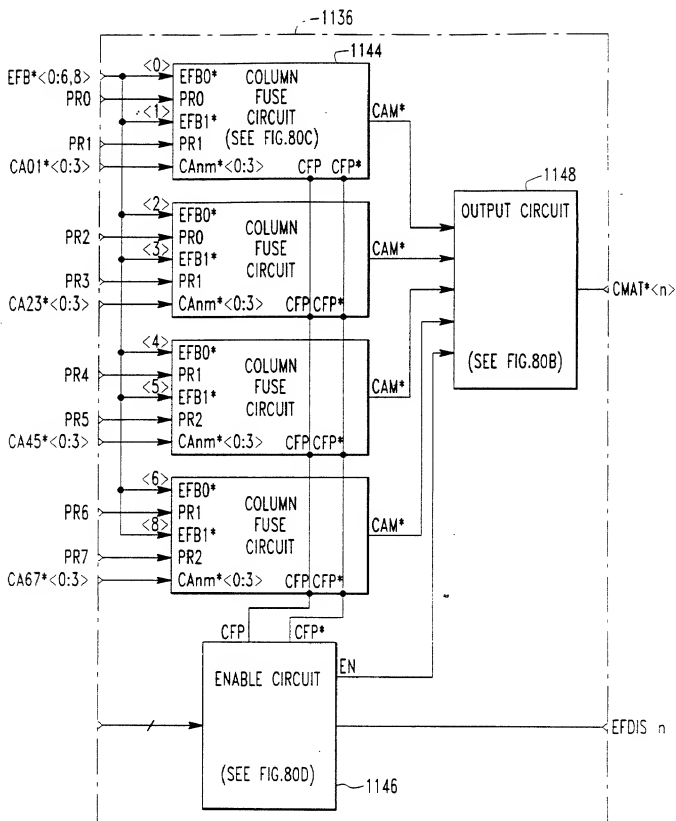 1136
EFB*<0:6,8>
PR0
PR1
CA01*<0:3>
<0>
EFB0*
PR0
<1>
EFB1*
PR1
CAnm*<0:3>
COLUMN
FUSE
CIRCUIT
(SEE FIG.80C)
CFP CFP*
1144
CAM*
PR2
PR3
CA23*<0:3>
<2>
EFB0*
PR0
<3>
EFB1*
PR1
CAnm*<0:3>
COLUMN
FUSE
CIRCUIT
CFP CFP*
CAM*
PR4
PR5
CA45*<0:3>
<4>
EFB0*
PR1
<5>
EFB1*
PR2
CAnm*<0:3>
COLUMN
FUSE
CIRCUIT
CFP CFP*
CAM*
PR6
PR7
CA67*<0:3>
<6>
EFB0*
PR1
<8>
EFB1*
PR2
CAnm*<0:3>
COLUMN
FUSE
CIRCUIT
CFP CFP*
CAM*
1148
OUTPUT CIRCUIT
(SEE FIG.80B)
CMAT*<n>
CFP
CFP*
ENABLE CIRCUIT
(SEE FIG.80D)
EN
EFDIS n
1146